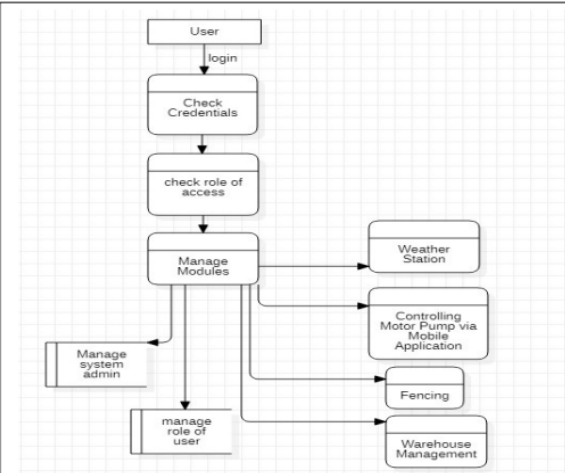 User
login
Check
Credentials
check role of
access
Manage
Modules
Weather
Station
Controlling
Motor Pump via
Mobile
Application
Manage
system
admin
Fencing
manage
role of
user
Warehouse
Management